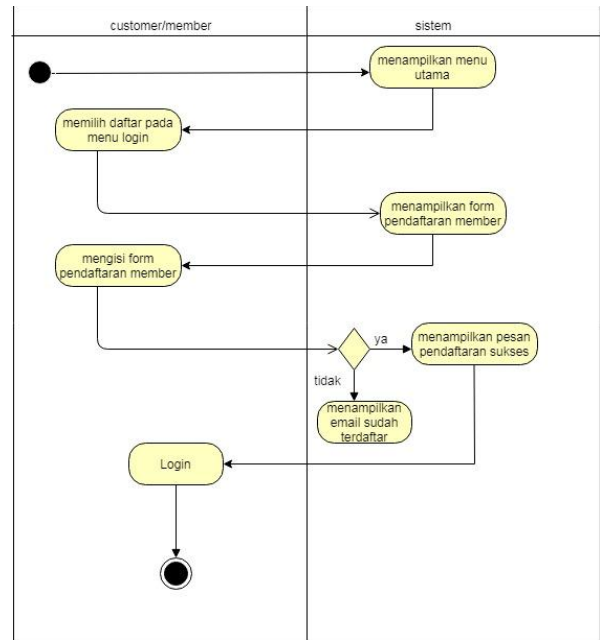 customer/member
sistem
menampilkan menu
utama
memilih daftar pada
menu login
menampilkan form
pendaftaran member
mengisi form
pendaftaran member
ya
menampilkan pesan
pendaftaran sukses
tidak
menampilkan
email sudah
terdaftar
Login